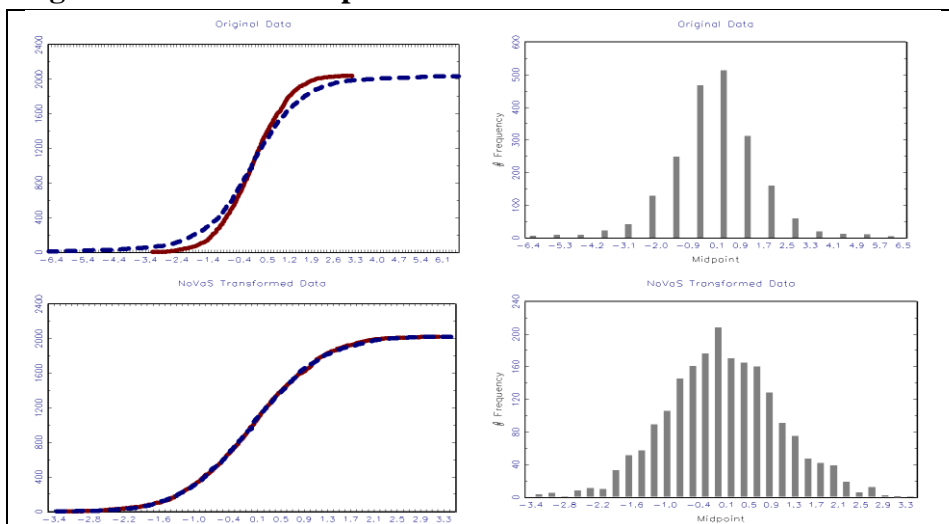 Original Data
2400
2000
1600
1200
800
400
0
-6.4 -5.4 -4.4 -3.4 -2.4 -1.4 -0.4 0.5 1.2 1.9 2.6 3.3 4.0 4.7 5.4 6.1
Original Data
# Frequency
600
500
400
300
200
100
0
-6.4 -5.3 -4.2 -3.1 -2.0 -0.9 0.1 0.9 1.7 2.5 3.3 4.1 4.9 5.7 6.5
Midpoint
NoVaS Transformed Data
2400
2000
1600
1200
800
400
0
-3.4 -2.8 -2.2 -1.6 -1.0 -0.4 0.1 0.5 0.9 1.3 1.7 2.1 2.5 2.9 3.3
NoVaS Transformed Data
# Frequency
240
200
160
120
80
40
0
-3.4 -2.8 -2.2 -1.6 -1.0 -0.4 0.1 0.5 0.9 1.3 1.7 2.1 2.5 2.9 3.3
Midpoint